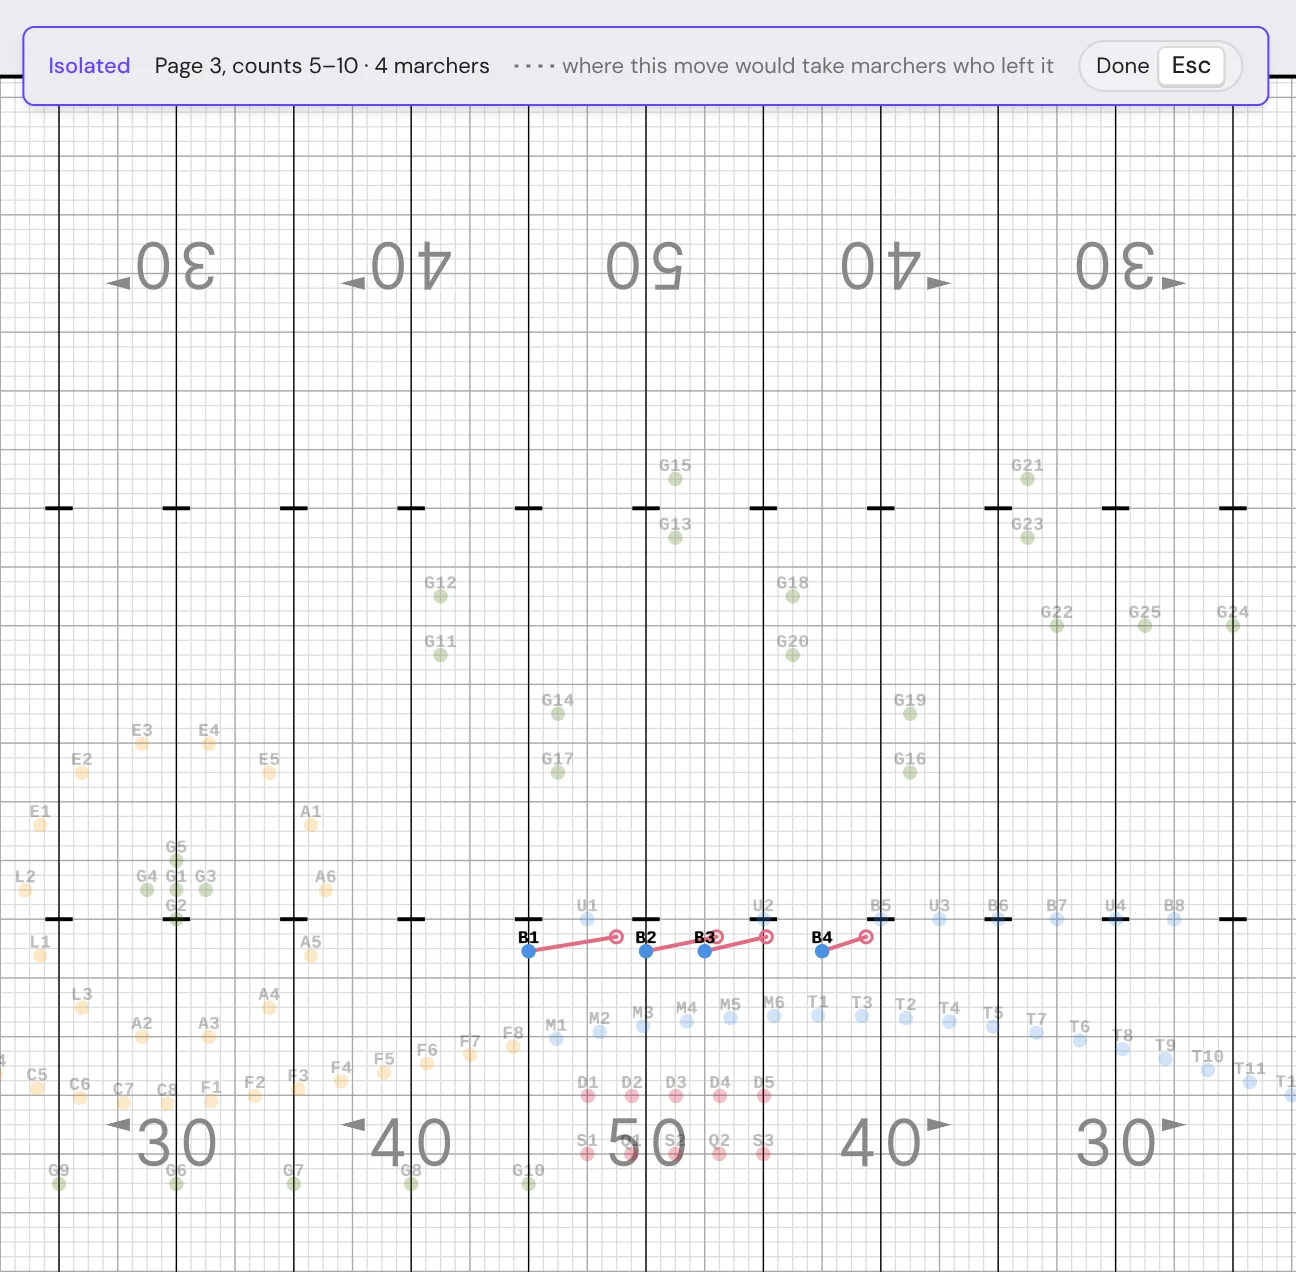 Isolated Page 3, counts 5–10 · 4 marchers ···· where this move would take marchers who left it Done Esc
30 40 50 40 30
G15 G21
G13 G23
G12 G18
G22 G25 G24
G11 G20
G14 G19
E3 E4
E2 E5 G17 G16
E1 A1
G5
L2 G4 G1 G3 A6
G2 U1 U2 B5 U3 B6 B7 U4 B8
L1 A5 B1 B2 B3 B4
L3 A4
A2 A3 M1 M2 M3 M4 M5 M6 T1 T3 T2 T4 T5 T7 T6 T8 T9 T10 T11
C5 C6 C7 C8 F1 F2 F3 F4 F5 F6 F7 F8
D1 D2 D3 D4 D5
30 40 50 40 30
S1 S2 Q2 S3
G9 G6 G7 G8 G10